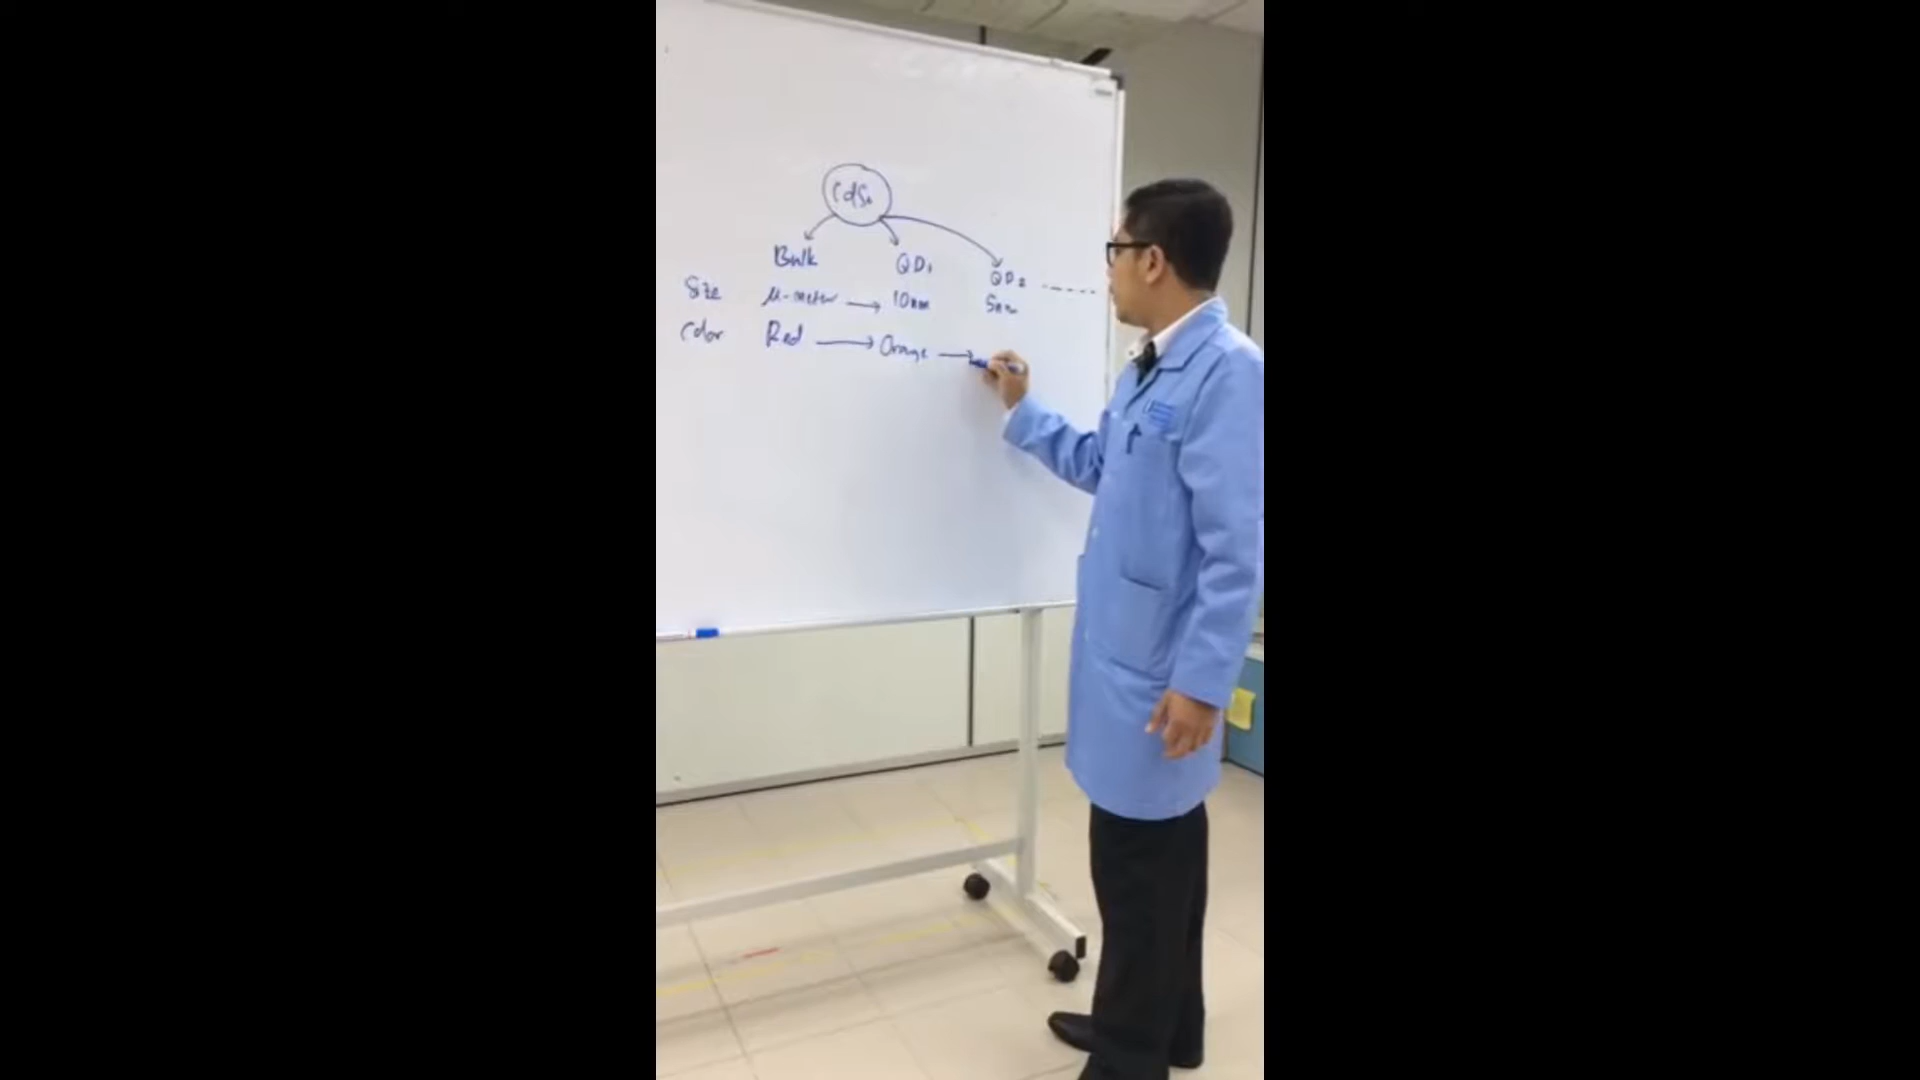 CdSe
Bulk QD1 QD2 -----
Size μ-meter → 10nm 5nm
Color Red → Orange →